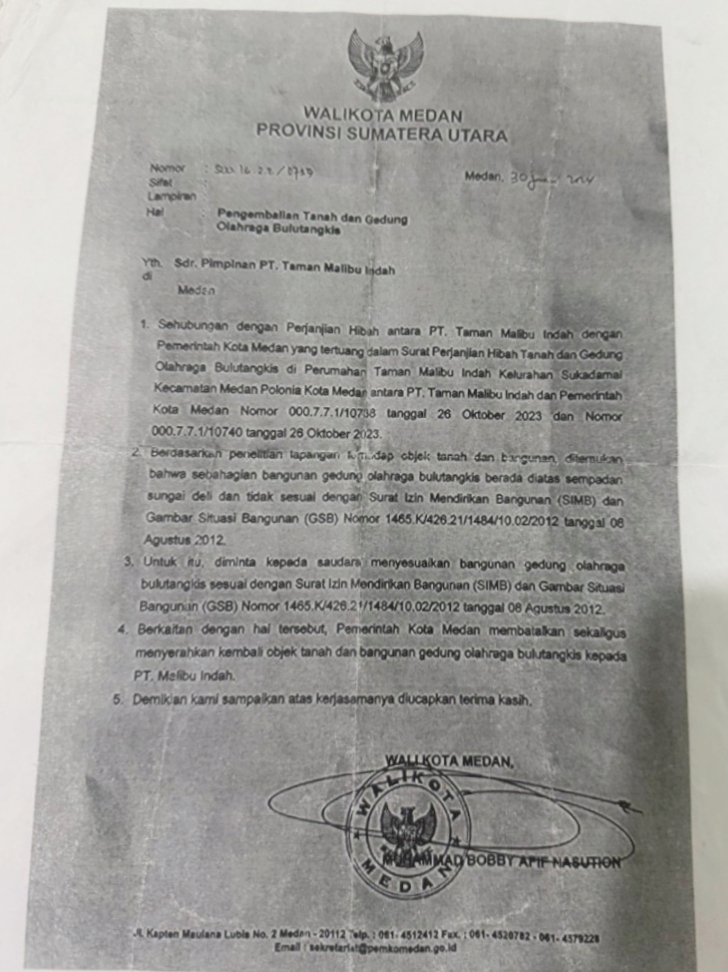 WALIKOTA MEDAN
PROVINSI SUMATERA UTARA
Nomor :
Medan, 30
Sifat :
Lampiran
Hal : Pengembalian Tanah dan Gedung
Olahraga Bulutangkis
Yth. Sdr. Pimpinan PT. Taman Malibu Indah
di
Medan
1. Sehubungan dengan Perjanjian Hibah antara PT. Taman Malibu Indah dengan
Pemerintah Kota Medan yang tertuang dalam Surat Perjanjian Hibah Tanah dan Gedung
Olahraga Bulutangkis di Perumahan Taman Malibu Indah Kelurahan Sukadamai
Kecamatan Medan Polonia Kota Medan antara PT. Taman Malibu Indah dan Pemerintah
Kota Medan Nomor 000.7.7.1/10738 tanggal 26 Oktober 2023 dan Nomor
000.7.7.1/10740 tanggal 26 Oktober 2023.
2. Berdasarkan penelitian lapangan terhadap objek tanah dan bangunan, ditemukan
bahwa sebahagian bangunan gedung olahraga bulutangkis berada diatas sempadan
sungai deli dan tidak sesuai dengan Surat Izin Mendirikan Bangunan (SIMB) dan
Gambar Situasi Bangunan (GSB) Nomor 1465.K/426.21/1484/10.02/2012 tanggal 08
Agustus 2012.
3. Untuk itu, diminta kepada saudara menyesuaikan bangunan gedung olahraga
bulutangkis sesuai dengan Surat Izin Mendirikan Bangunan (SIMB) dan Gambar Situasi
Bangunan (GSB) Nomor 1465.K/426.21/1484/10.02/2012 tanggal 08 Agustus 2012.
4. Berkaitan dengan hal tersebut, Pemerintah Kota Medan membatalkan sekaligus
menyerahkan kembali objek tanah dan bangunan gedung olahraga bulutangkis kepada
PT. Malibu Indah.
5. Demikian kami sampaikan atas kerjasamanya diucapkan terima kasih.
WALIKOTA MEDAN,
WALIKOTA
MEDAN
MUHAMMAD BOBBY AFIF NASUTION
Jl. Kapten Maulana Lubis No. 2 Medan - 20112 Telp. : 061- 4512412 Fax. : 061- 4520782 - 061- 4579228
Email : sekretariat@pemkomedan.go.id